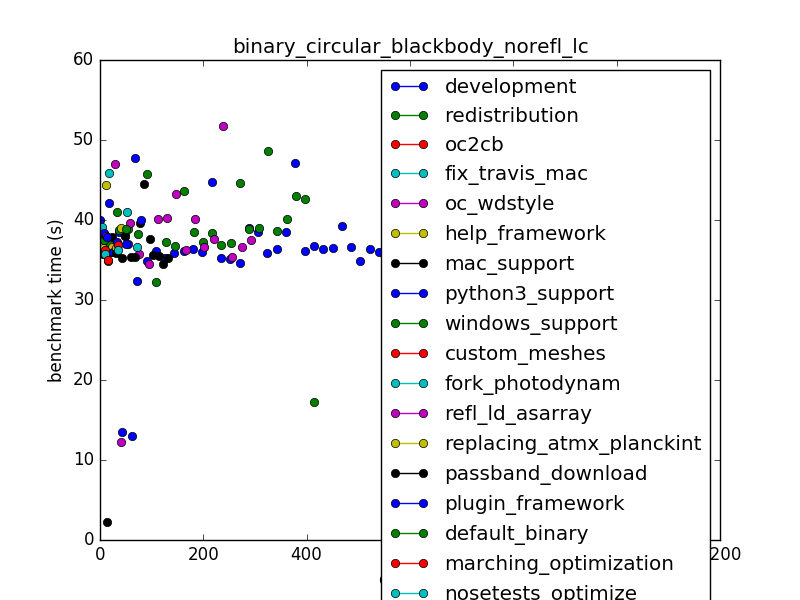 binary_circular_blackbody_norefl_lc
60
50
40
30
20
10
0
benchmark time (s)
0 200 400 200
development
redistribution
oc2cb
fix_travis_mac
oc_wdstyle
help_framework
mac_support
python3_support
windows_support
custom_meshes
fork_photodynam
refl_ld_asarray
replacing_atmx_planckint
passband_download
plugin_framework
default_binary
marching_optimization
nosetests_optimize